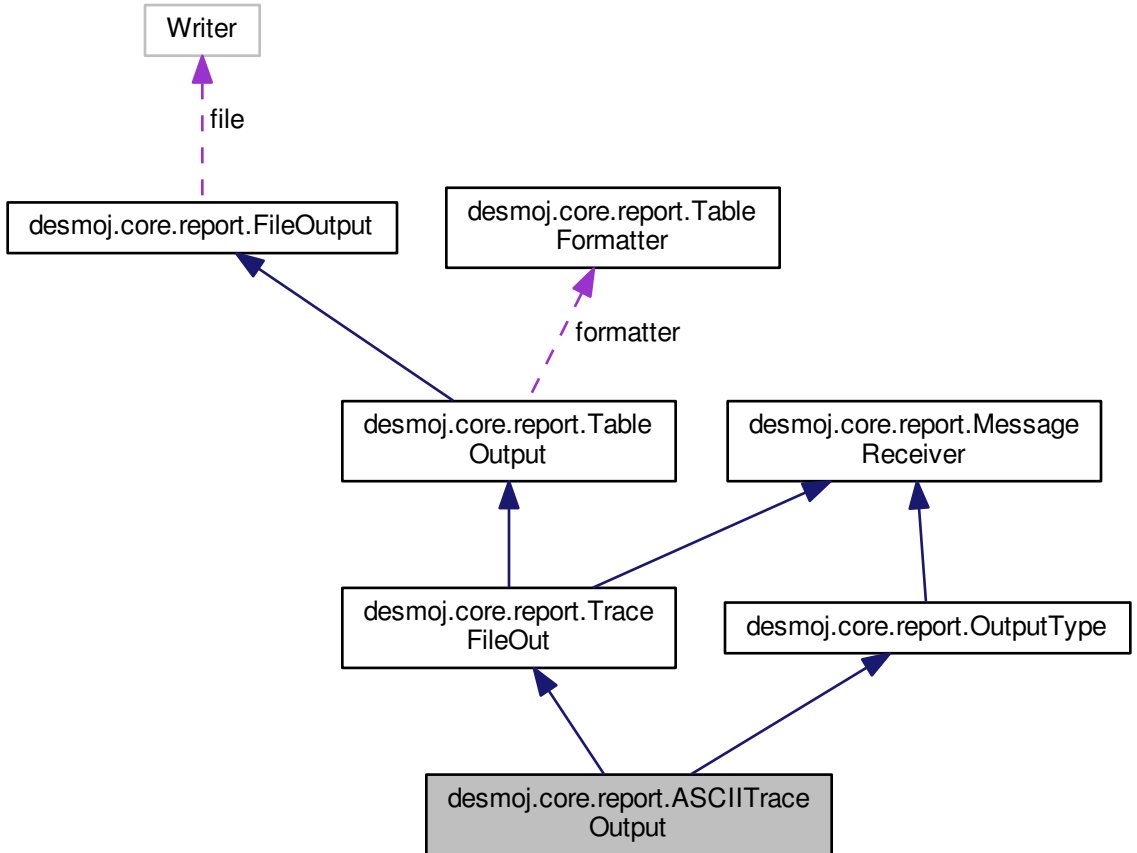 Writer
file
desmoj.core.report.FileOutput
desmoj.core.report.Table
Formatter
formatter
desmoj.core.report.Table
Output
desmoj.core.report.Message
Receiver
desmoj.core.report.Trace
FileOut
desmoj.core.report.OutputType
desmoj.core.report.ASCIITrace
Output